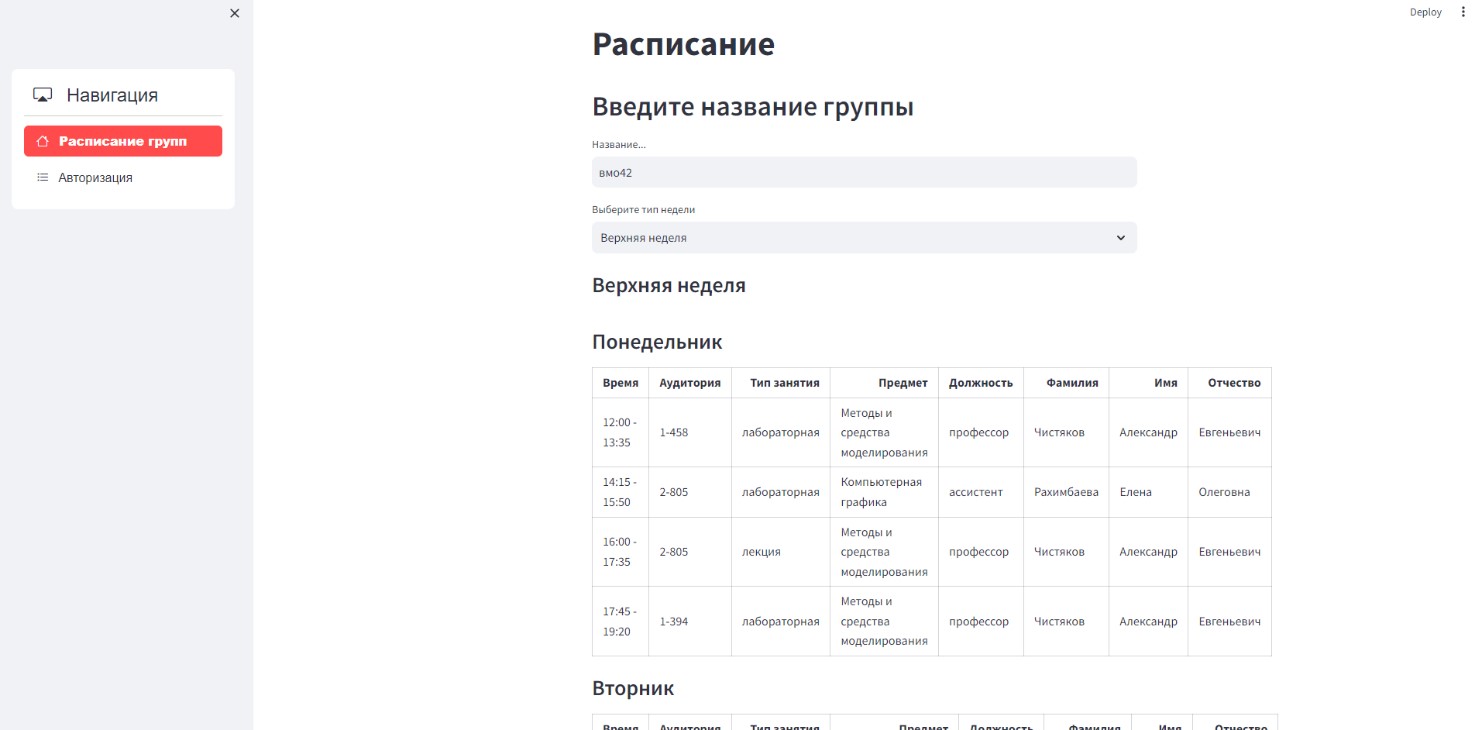 Deploy
Навигация
Расписание групп
Авторизация
Расписание
Введите название группы
Название...
вмо42
Выберите тип недели
Верхняя неделя
Верхняя неделя
Понедельник
Время Аудитория Тип занятия Предмет Должность Фамилия Имя Отчество
12:00 - 13:35 1-458 лабораторная Методы и средства моделирования профессор Чистяков Александр Евгеньевич
14:15 - 15:50 2-805 лабораторная Компьютерная графика ассистент Рахимбаева Елена Олеговна
16:00 - 17:35 2-805 лекция Методы и средства моделирования профессор Чистяков Александр Евгеньевич
17:45 - 19:20 1-394 лабораторная Методы и средства моделирования профессор Чистяков Александр Евгеньевич
Вторник
Время Аудитория Тип занятия Предмет Должность Фамилия Имя Отчество